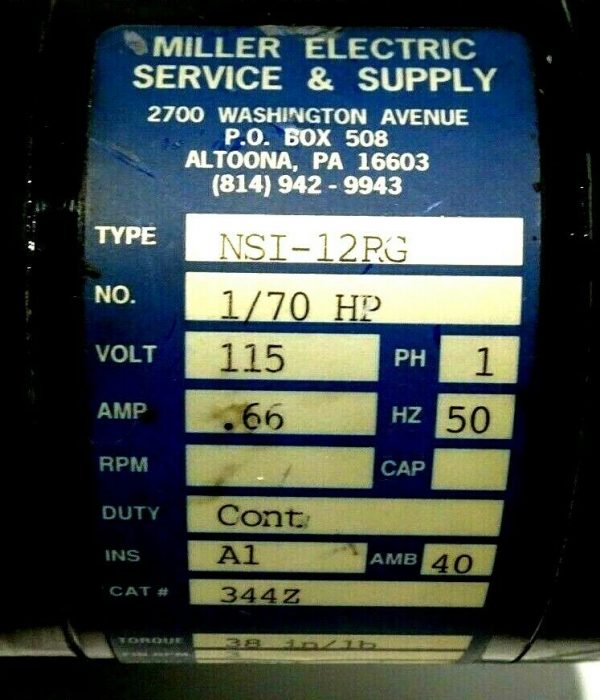 MILLER ELECTRIC
SERVICE & SUPPLY
2700 WASHINGTON AVENUE
P.O. BOX 508
ALTOONA, PA 16603
(814) 942 - 9943
TYPE NSI-12RG
NO. 1/70 HP
VOLT 115 PH 1
AMP .66 HZ 50
RPM CAP
DUTY Cont
INS A1 AMB 40
CAT # 344Z
TORQUE 38 in/lb
RPM